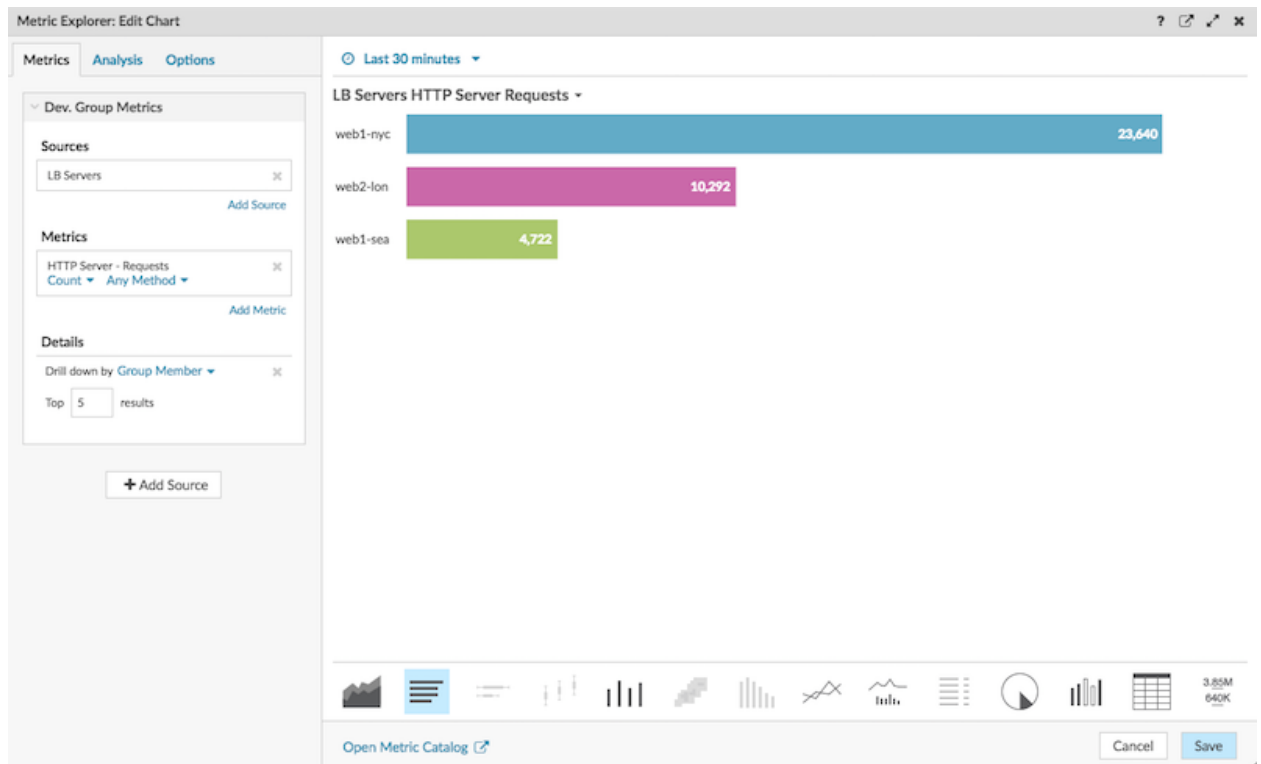 Metric Explorer: Edit Chart
?
Metrics Analysis Options
Last 30 minutes
Dev. Group Metrics
Sources
LB Servers
Add Source
Metrics
HTTP Server - Requests
Count Any Method
Add Metric
Details
Drill down by Group Member
Top 5 results
+ Add Source
LB Servers HTTP Server Requests
web1-nyc 23,640
web2-lon 10,292
web1-sea 4,722
3.85M
640K
Open Metric Catalog
Cancel Save